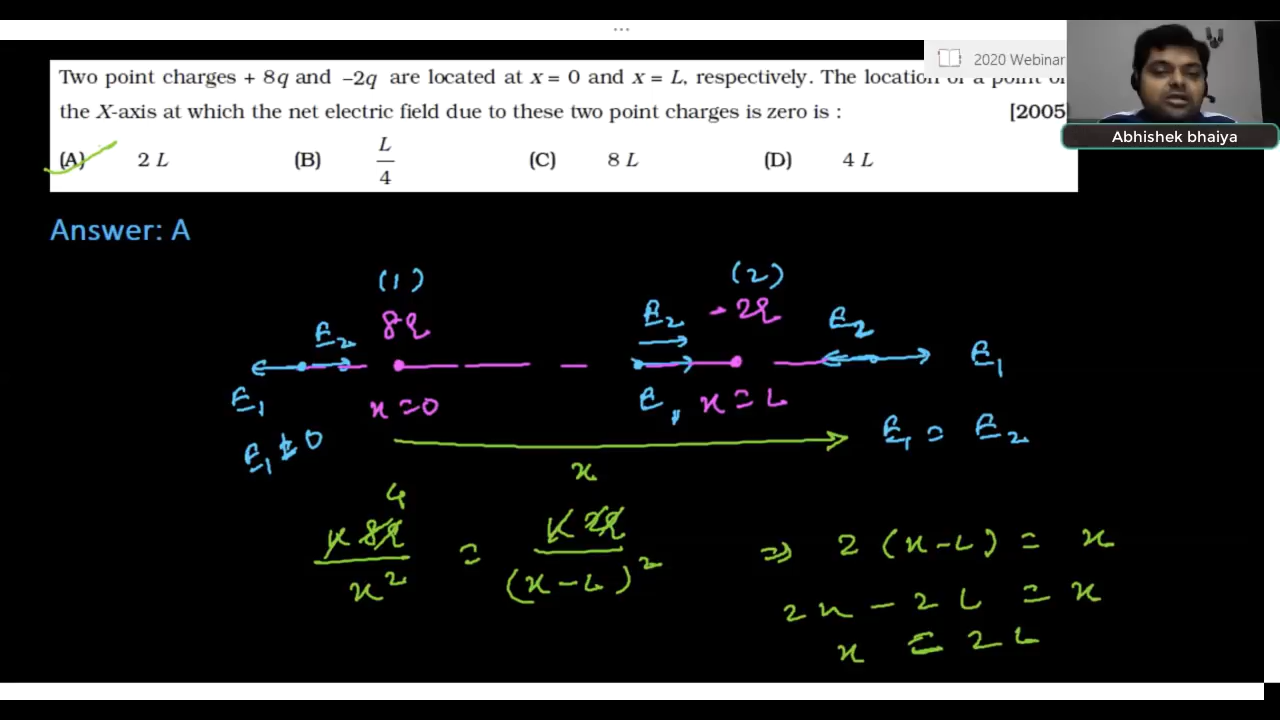 ...
2020 Webinar
Two point charges + 8q and –2q are located at x = 0 and x = L, respectively. The location of a point
the X-axis at which the net electric field due to these two point charges is zero is : [2005]
(A) 2 L (B) L/4 (C) 8 L (D) 4 L
Abhishek bhaiya
Answer: A
(1) (2)
8q E₂ -2q E₂
E₂
E₁
E₁ x = 0 E₁ x = L
E₁ ≠ 0 E₁ = E₂
x
4
K 8q / x² = K 2q / (x - L)² ⇒ 2 (x - L) = x
2x - 2L = x
x = 2L